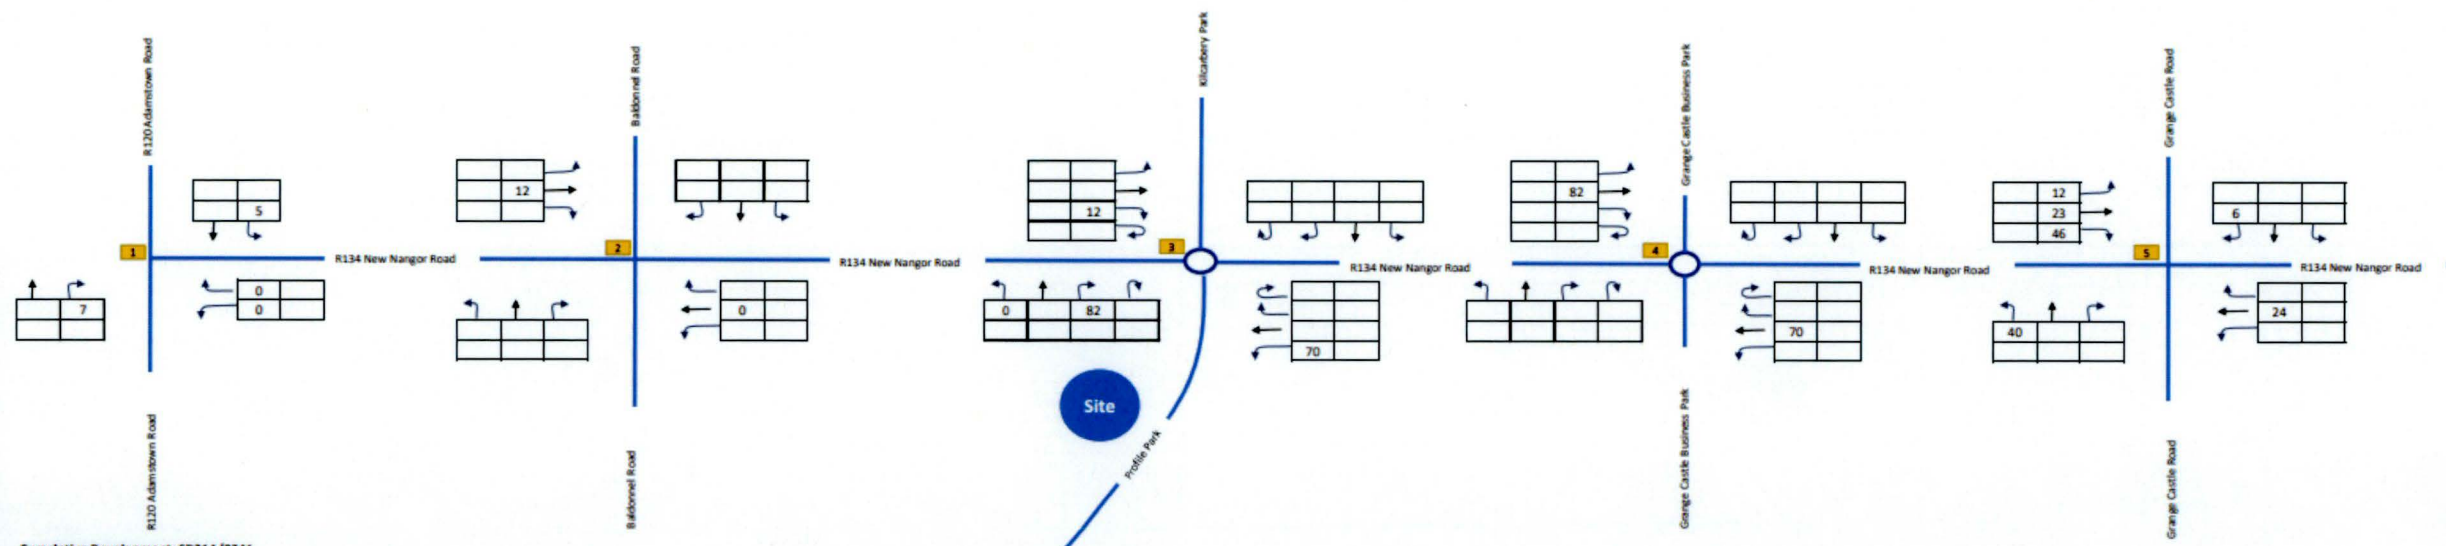 R120 Adamstown Road
Baldonnel Road
Kilcarbery Park
Grange Castle Business Park
Grange Castle Road
5
12
12
82
12
23
46
6
1
2
3
4
5
R134 New Nangor Road
R134 New Nangor Road
R134 New Nangor Road
R134 New Nangor Road
R134 New Nangor Road
7
0
0
0
0
82
70
70
40
24
Site
Profile Park
R120 Adamstown Road
Baldonnel Road
Grange Castle Business Park
Grange Castle Road